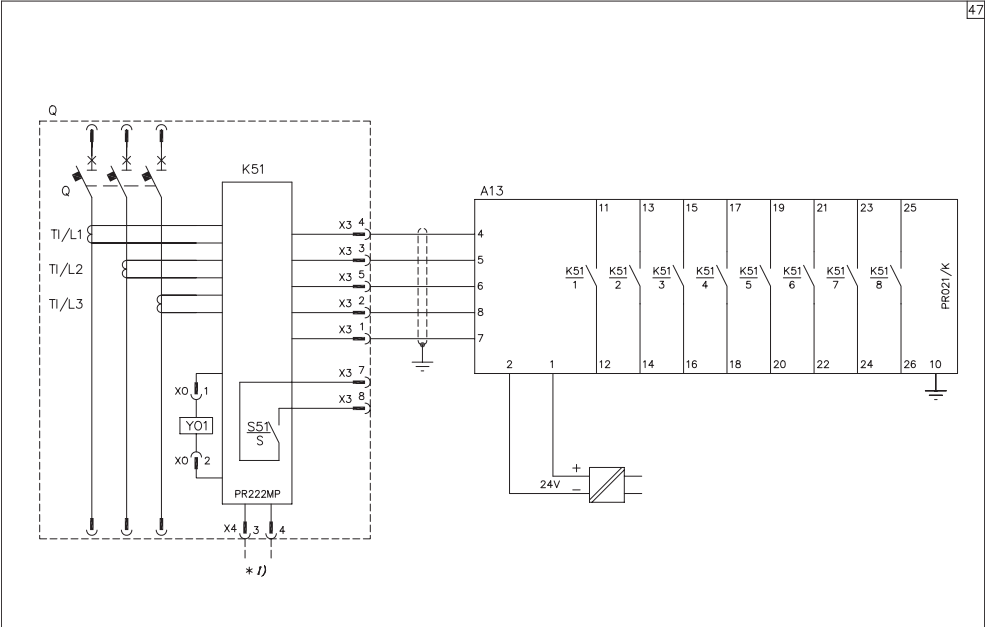 47
Q
Q
K51
TI/L1
TI/L2
TI/L3
X3 4
X3 3
X3 5
X3 2
X3 1
X3 7
X3 8
X0 1
Y01
X0 2
S51
S
PR222MP
X4 3 4
* 1)
A13
4
5
6
8
7
11 13 15 17 19 21 23 25
K51 K51 K51 K51 K51 K51 K51 K51
1 2 3 4 5 6 7 8
PR021/K
2 1 12 14 16 18 20 22 24 26 10
+
24V −